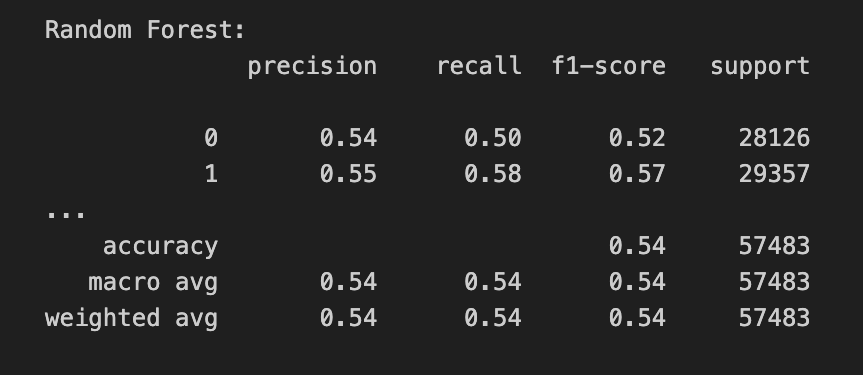 Random Forest:
precision recall f1-score support
0 0.54 0.50 0.52 28126
1 0.55 0.58 0.57 29357
...
accuracy 0.54 57483
macro avg 0.54 0.54 0.54 57483
weighted avg 0.54 0.54 0.54 57483